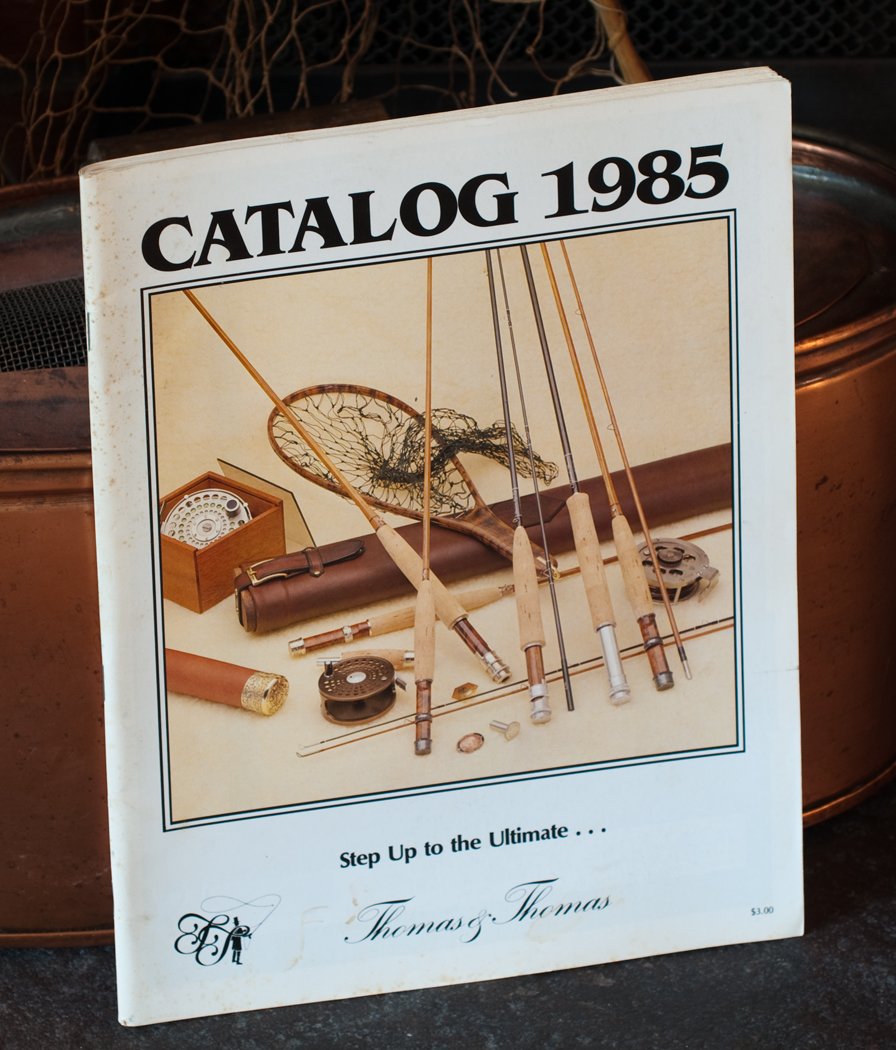 CATALOG 1985
Step Up to the Ultimate . . .
Thomas & Thomas
$3.00